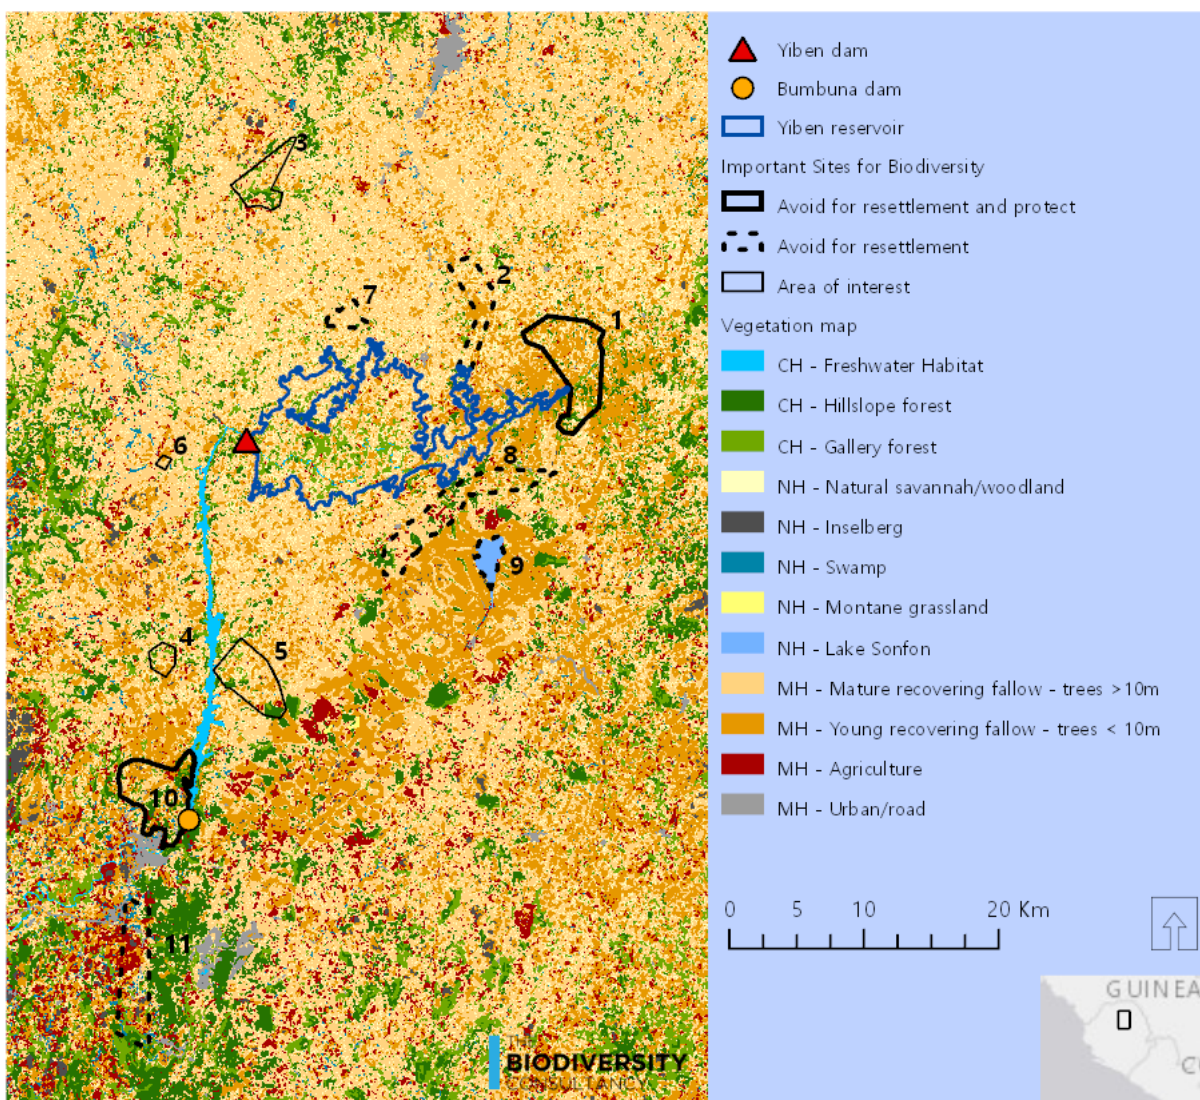 Yiben dam
Bumbuna dam
Yiben reservoir
Important Sites for Biodiversity
Avoid for resettlement and protect
Avoid for resettlement
Area of interest
Vegetation map
CH - Freshwater Habitat
CH - Hillslope forest
CH - Gallery forest
NH - Natural savannah/woodland
NH - Inselberg
NH - Swamp
NH - Montane grassland
NH - Lake Sonfon
MH - Mature recovering fallow - trees >10m
MH - Young recovering fallow - trees < 10m
MH - Agriculture
MH - Urban/road
0 5 10 20 Km
GUINEA
3
2
7
1
6
8
9
4
5
10
11
THE
BIODIVERSITY
CONSULTANCY